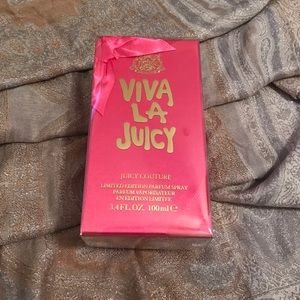 VIVA
LA
JUICY
JUICY COUTURE
LIMITED EDITION PARFUM SPRAY
PARFUM VAPORISATEUR
EN EDITION LIMITÉE
3.4 FL. OZ. 100ml e